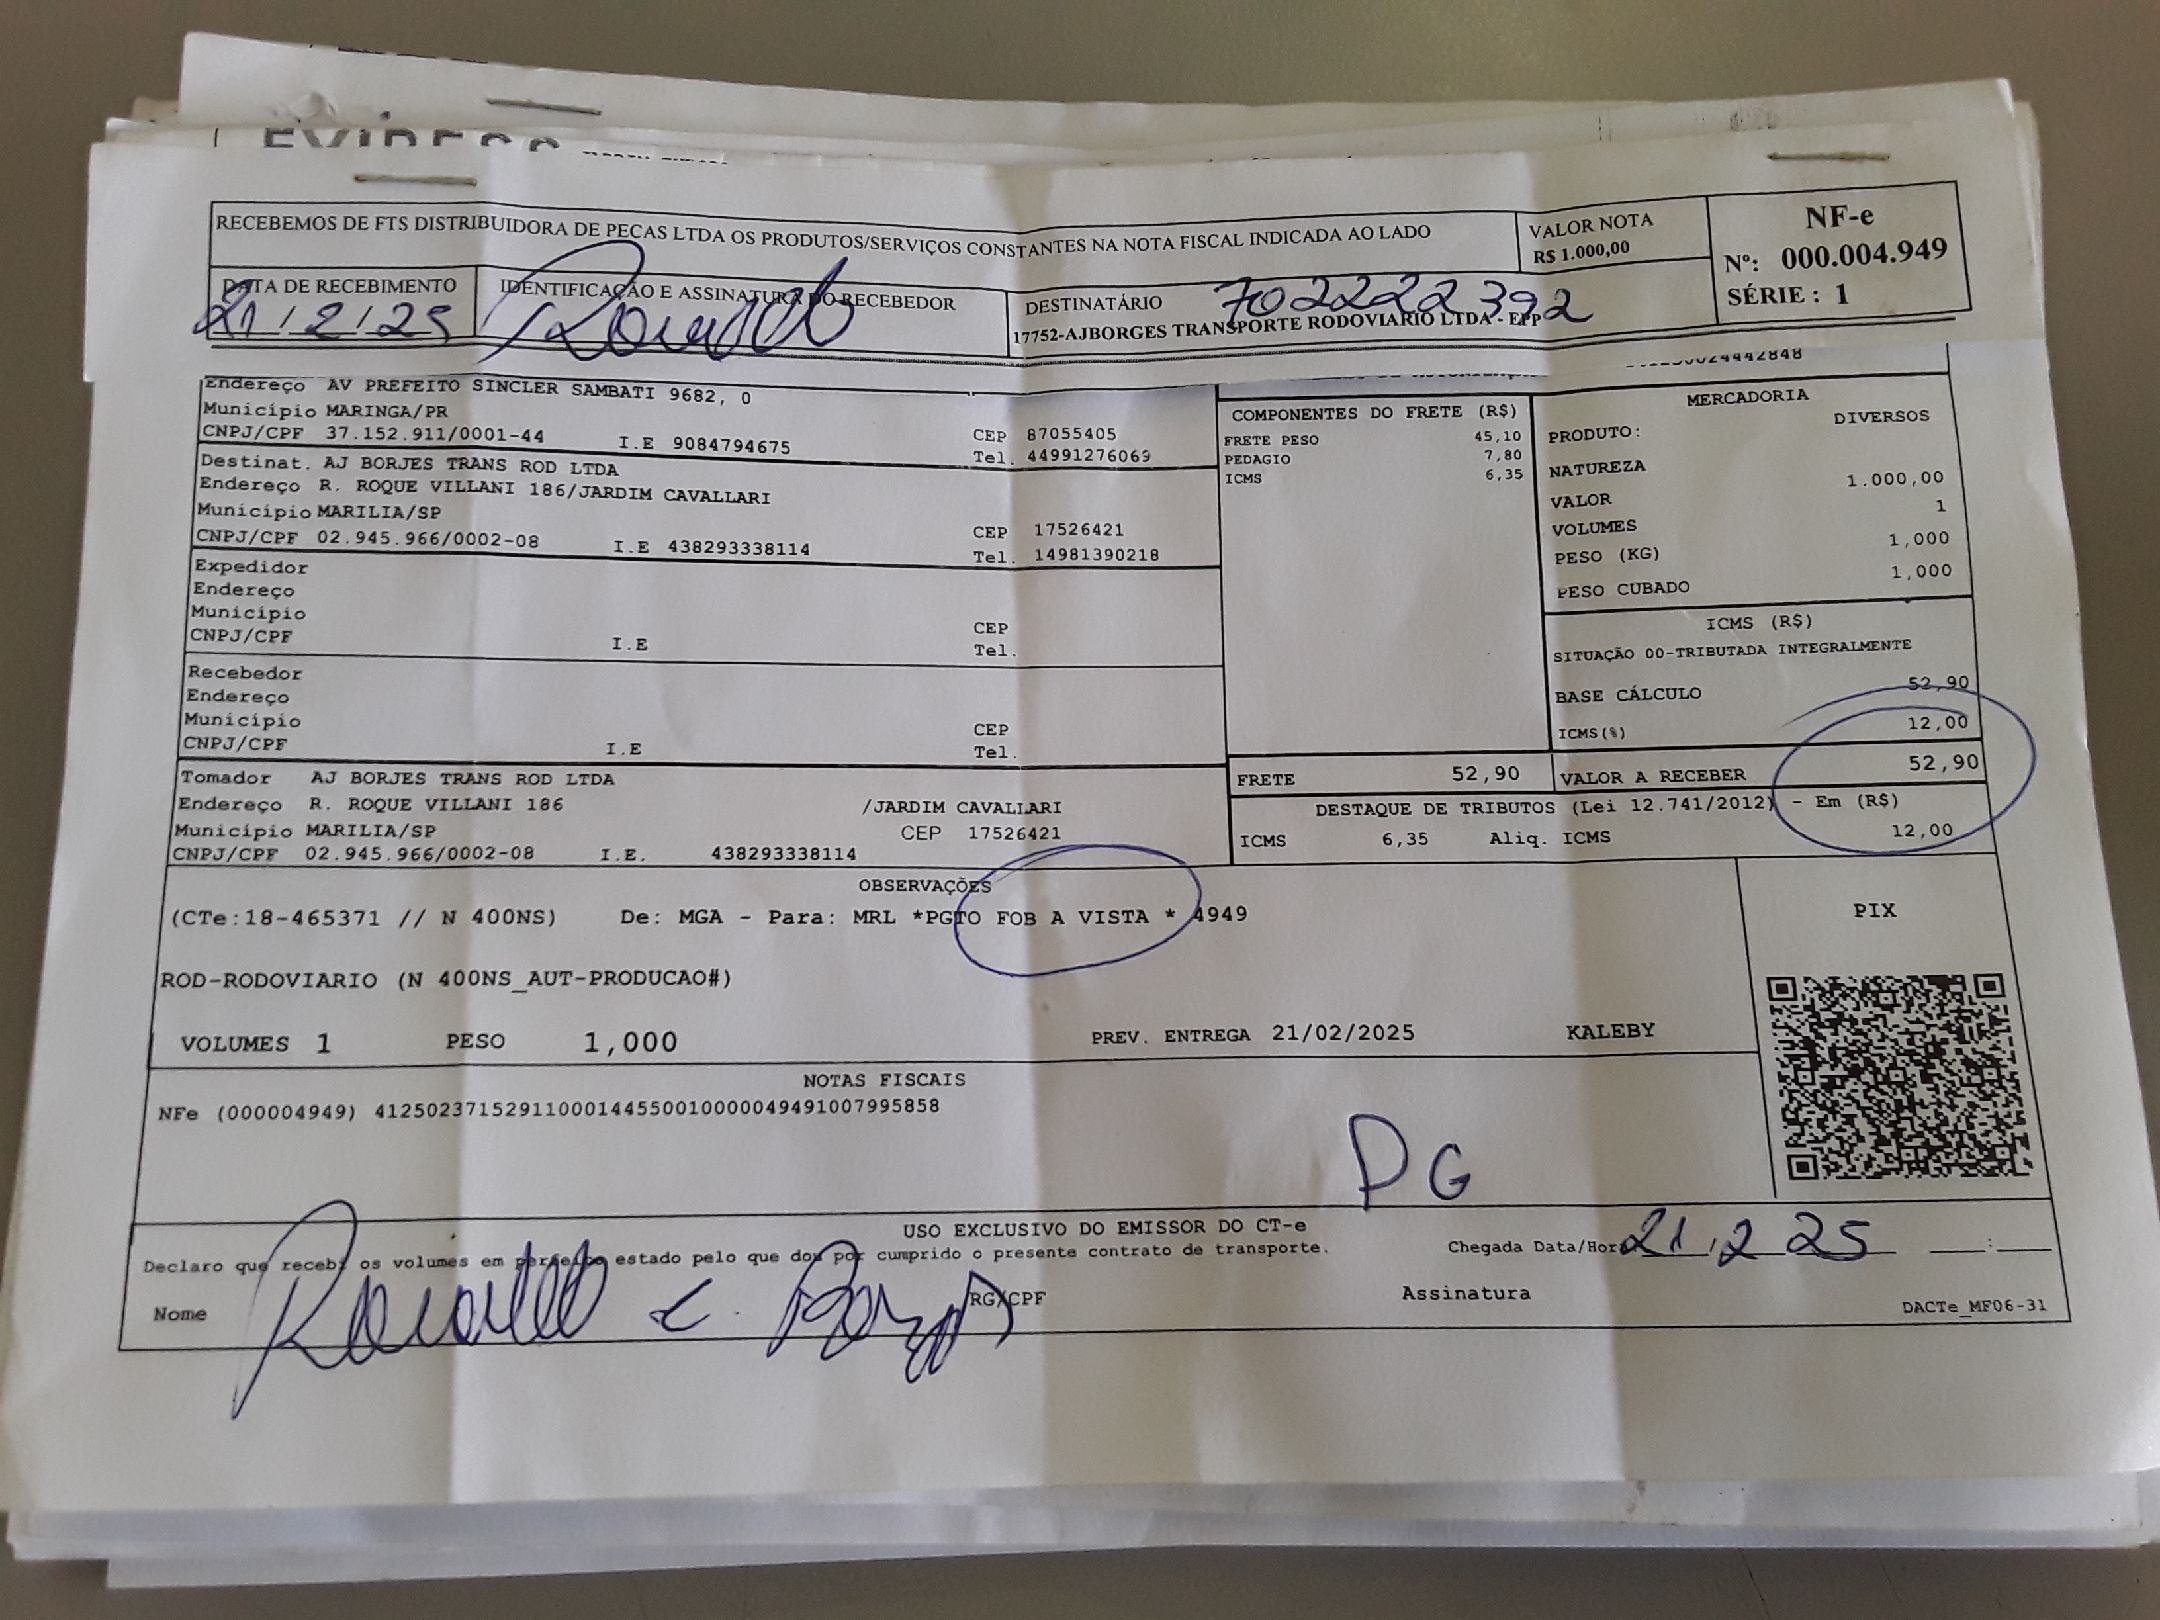 RECEBEMOS DE FTS DISTRIBUIDORA DE PECAS LTDA OS PRODUTOS/SERVIÇOS CONSTANTES NA NOTA FISCAL INDICADA AO LADO
VALOR NOTA
R$ 1.000,00
NF-e
Nº: 000.004.949
SÉRIE : 1
DATA DE RECEBIMENTO
21/2/25
IDENTIFICAÇÃO E ASSINATURA DO RECEBEDOR
DESTINATÁRIO 702222392
17752-AJBORGES TRANSPORTE RODOVIARIO LTDA - EPP
Endereço AV PREFEITO SINCLER SAMBATI 9682, 0
Município MARINGA/PR
CEP 87055405
CNPJ/CPF 37.152.911/0001-44 I.E 9084794675
Tel. 44991276069
Destinat. AJ BORJES TRANS ROD LTDA
Endereço R. ROQUE VILLANI 186/JARDIM CAVALLARI
Município MARILIA/SP
CEP 17526421
CNPJ/CPF 02.945.966/0002-08 I.E 438293338114
Tel. 14981390218
Expedidor
Endereço
Município
CEP
CNPJ/CPF I.E
Tel.
Recebedor
Endereço
Município
CEP
CNPJ/CPF I.E
Tel.
Tomador AJ BORJES TRANS ROD LTDA
Endereço R. ROQUE VILLANI 186 /JARDIM CAVALLARI
Município MARILIA/SP CEP 17526421
CNPJ/CPF 02.945.966/0002-08 I.E. 438293338114
COMPONENTES DO FRETE (R$)
FRETE PESO 45,10
PEDAGIO 7,80
ICMS 6,35
MERCADORIA
PRODUTO: DIVERSOS
NATUREZA
VALOR 1.000,00
VOLUMES 1
PESO (KG) 1,000
PESO CUBADO 1,000
ICMS (R$)
SITUAÇÃO 00-TRIBUTADA INTEGRALMENTE
BASE CÁLCULO 52,90
ICMS(%) 12,00
FRETE 52,90
VALOR A RECEBER 52,90
DESTAQUE DE TRIBUTOS (Lei 12.741/2012) - Em (R$)
ICMS 6,35 Aliq. ICMS 12,00
OBSERVAÇÕES
(CTe:18-465371 // N 400NS) De: MGA - Para: MRL *PGTO FOB A VISTA * 4949
ROD-RODOVIARIO (N 400NS_AUT-PRODUCAO#)
VOLUMES 1 PESO 1,000 PREV. ENTREGA 21/02/2025 KALEBY
PIX
NOTAS FISCAIS
NFe (000004949) 41250237152911000144550010000049491007995858
PG
USO EXCLUSIVO DO EMISSOR DO CT-e
Declaro que recebi os volumes em perfeito estado pelo que dou por cumprido o presente contrato de transporte.
Chegada Data/Hora 21,2 25 __:__
Nome
RG/CPF
Assinatura
DACTe_MF06-31